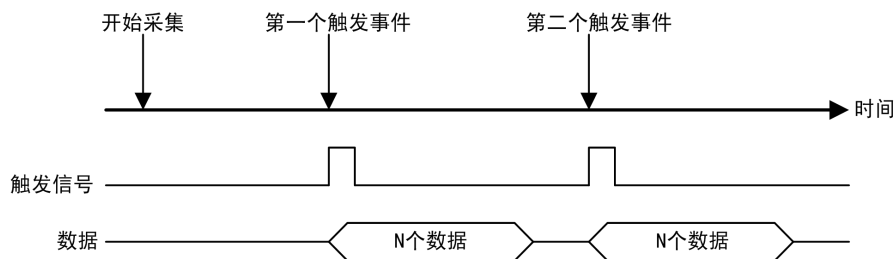 开始采集
第一个触发事件
第二个触发事件
时间
触发信号
数据
N个数据
N个数据